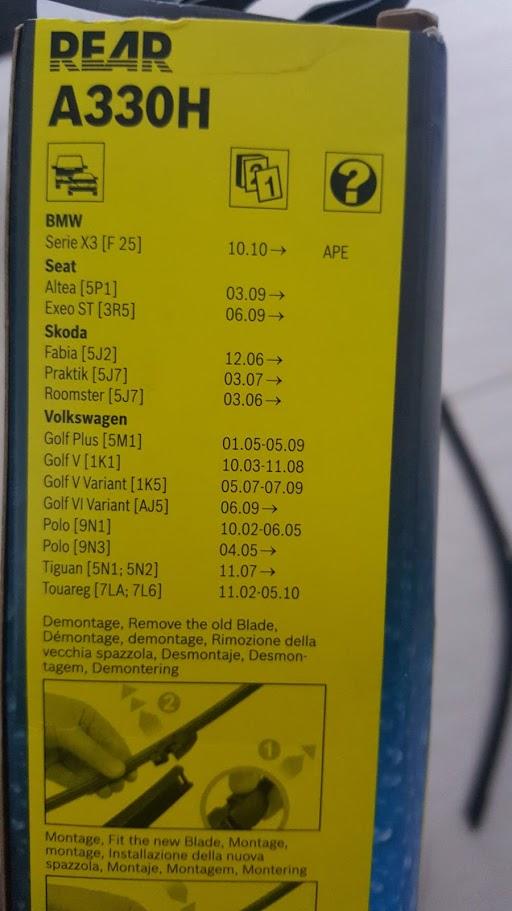 REAR
A330H
2 1 ?
BMW
Serie X3 [F 25] 10.10→ APE
Seat
Altea [5P1] 03.09→
Exeo ST [3R5] 06.09→
Skoda
Fabia [5J2] 12.06→
Praktik [5J7] 03.07→
Roomster [5J7] 03.06→
Volkswagen
Golf Plus [5M1] 01.05-05.09
Golf V [1K1] 10.03-11.08
Golf V Variant [1K5] 05.07-07.09
Golf VI Variant [AJ5] 06.09→
Polo [9N1] 10.02-06.05
Polo [9N3] 04.05→
Tiguan [5N1; 5N2] 11.07→
Touareg [7LA; 7L6] 11.02-05.10
Demontage, Remove the old Blade,
Démontage, demontage, Rimozione della
vecchia spazzola, Desmontaje, Desmon-
tagem, Demontering
2
1
Montage, Fit the new Blade, Montage,
montage, Installazione della nuova
spazzola, Montaje, Montagem, Montering